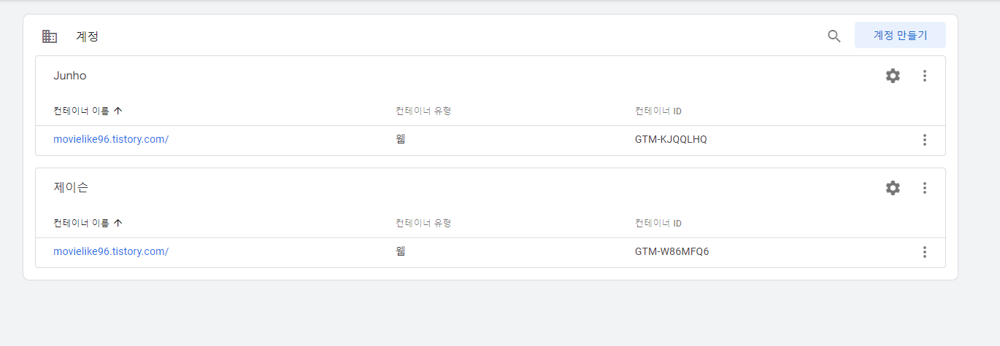 계정 계정 만들기
Junho
컨테이너 이름 컨테이너 유형 컨테이너 ID
movielike96.tistory.com/ 웹 GTM-KJQQLHQ
제이슨
컨테이너 이름 컨테이너 유형 컨테이너 ID
movielike96.tistory.com/ 웹 GTM-W86MFQ6